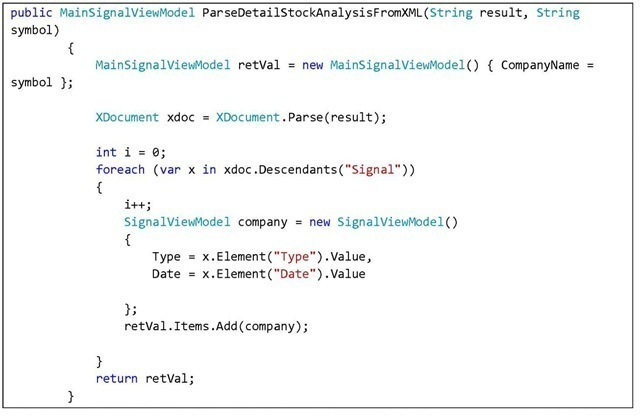 public MainSignalViewModel ParseDetailStockAnalysisFromXML(String result, String
symbol)
{
MainSignalViewModel retVal = new MainSignalViewModel() { CompanyName =
symbol };
XDocument xdoc = XDocument.Parse(result);
int i = 0;
foreach (var x in xdoc.Descendants("Signal"))
{
i++;
SignalViewModel company = new SignalViewModel()
{
Type = x.Element("Type").Value,
Date = x.Element("Date").Value
};
retVal.Items.Add(company);
}
return retVal;
}